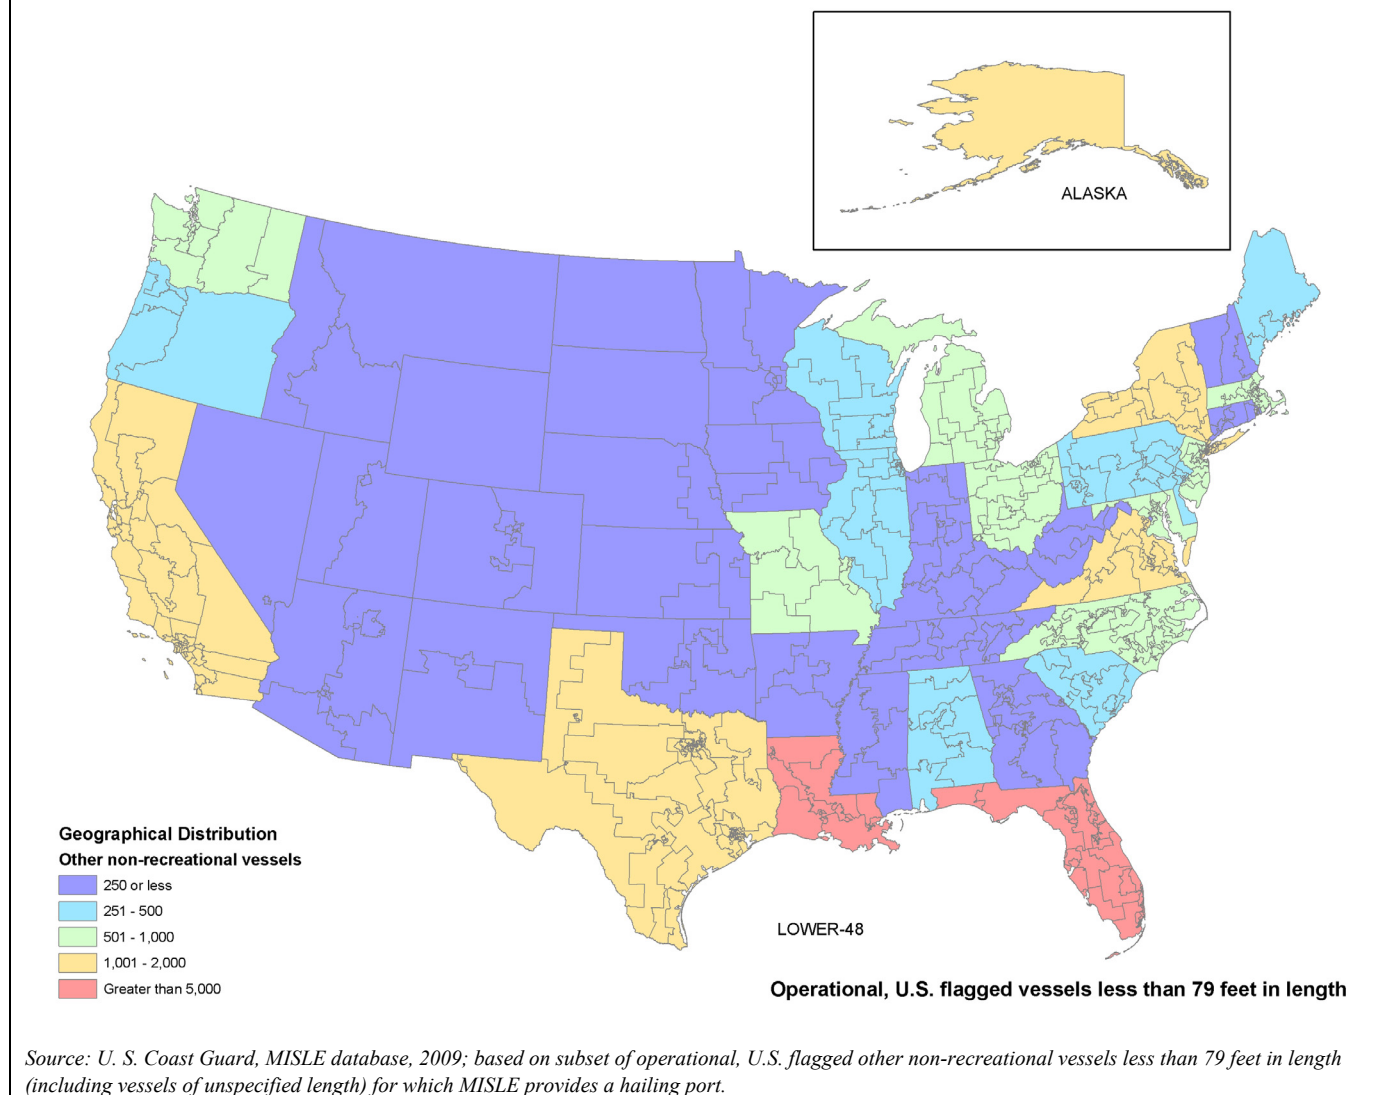 ALASKA
Geographical Distribution
Other non-recreational vessels
250 or less
251 - 500
501 - 1,000
1,001 - 2,000
Greater than 5,000
LOWER-48
Operational, U.S. flagged vessels less than 79 feet in length
Source: U. S. Coast Guard, MISLE database, 2009; based on subset of operational, U.S. flagged other non-recreational vessels less than 79 feet in length
(including vessels of unspecified length) for which MISLE provides a hailing port.